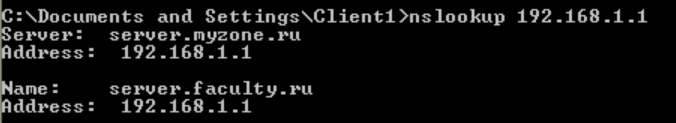 C:\Documents and Settings\Client1>nslookup 192.168.1.1
Server:  server.myzone.ru
Address:  192.168.1.1
Name:    server.faculty.ru
Address:  192.168.1.1